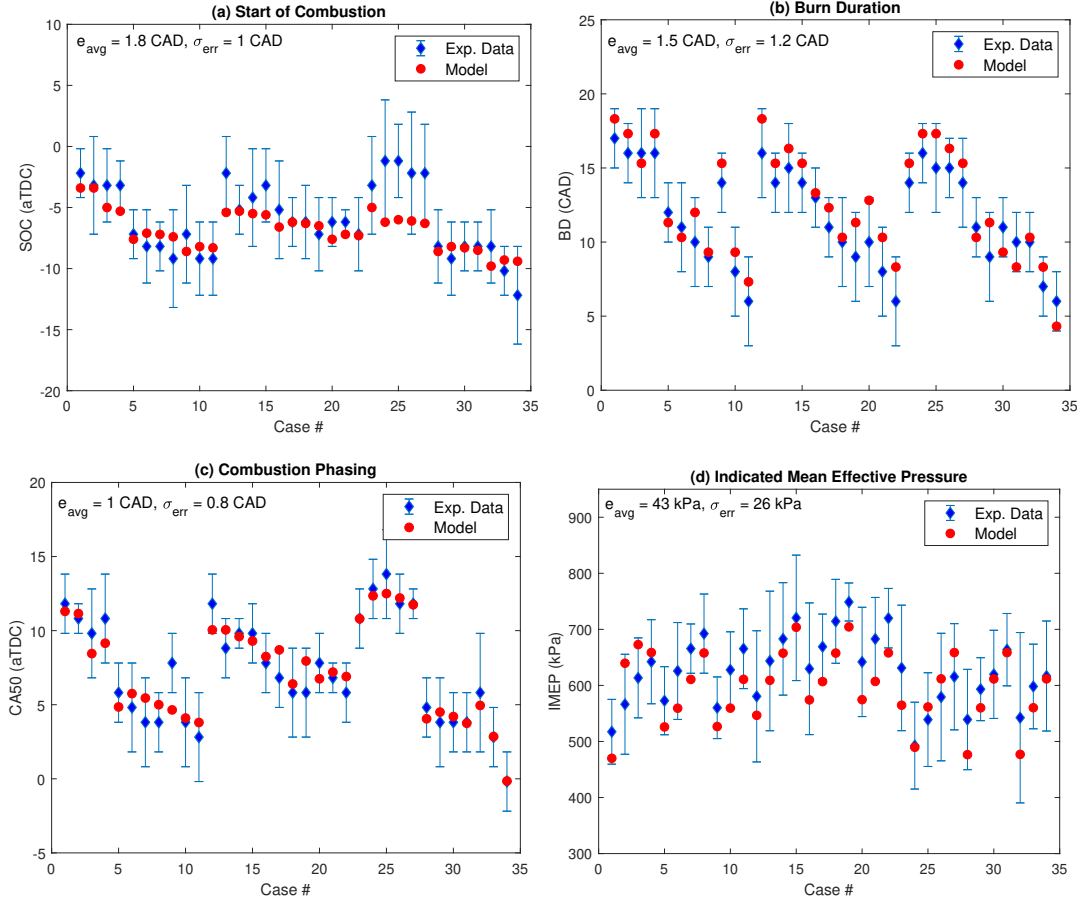 (a) Start of Combustion
e_avg = 1.8 CAD, σ_err = 1 CAD
Exp. Data
Model
10
5
0
-5
-10
-15
-20
SOC (aTDC)
0 5 10 15 20 25 30 35
Case #
(b) Burn Duration
e_avg = 1.5 CAD, σ_err = 1.2 CAD
Exp. Data
Model
25
20
15
10
5
0
BD (CAD)
0 5 10 15 20 25 30 35
Case #
(c) Combustion Phasing
e_avg = 1 CAD, σ_err = 0.8 CAD
Exp. Data
Model
20
15
10
5
0
-5
CA50 (aTDC)
0 5 10 15 20 25 30 35
Case #
(d) Indicated Mean Effective Pressure
e_avg = 43 kPa, σ_err = 26 kPa
Exp. Data
Model
900
800
700
600
500
400
300
IMEP (kPa)
0 5 10 15 20 25 30 35
Case #